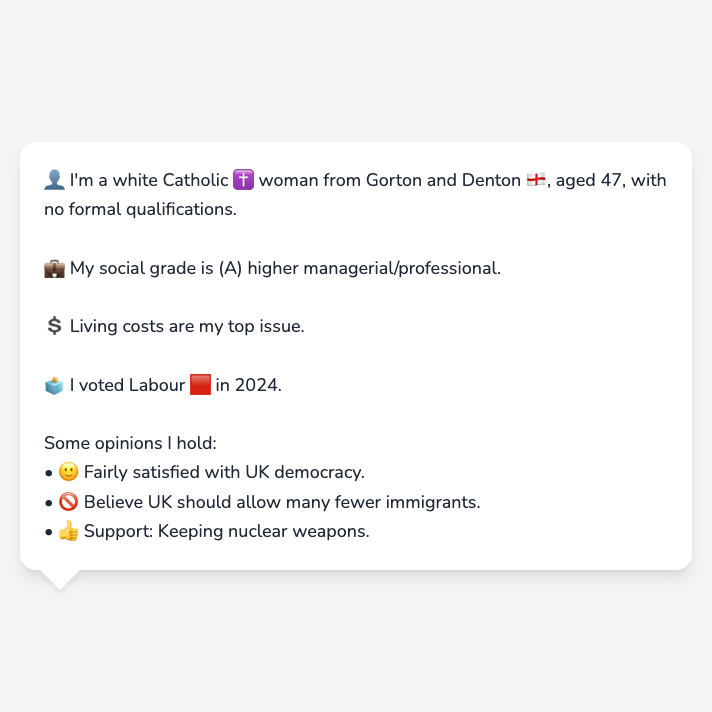 👤 I'm a white Catholic ✝️ woman from Gorton and Denton 🏴󠁧󠁢󠁥󠁮󠁧󠁿, aged 47, with
no formal qualifications.
💼 My social grade is (A) higher managerial/professional.
💲 Living costs are my top issue.
🗳️ I voted Labour 🟥 in 2024.
Some opinions I hold:
• 🙂 Fairly satisfied with UK democracy.
• 🚫 Believe UK should allow many fewer immigrants.
• 👍 Support: Keeping nuclear weapons.